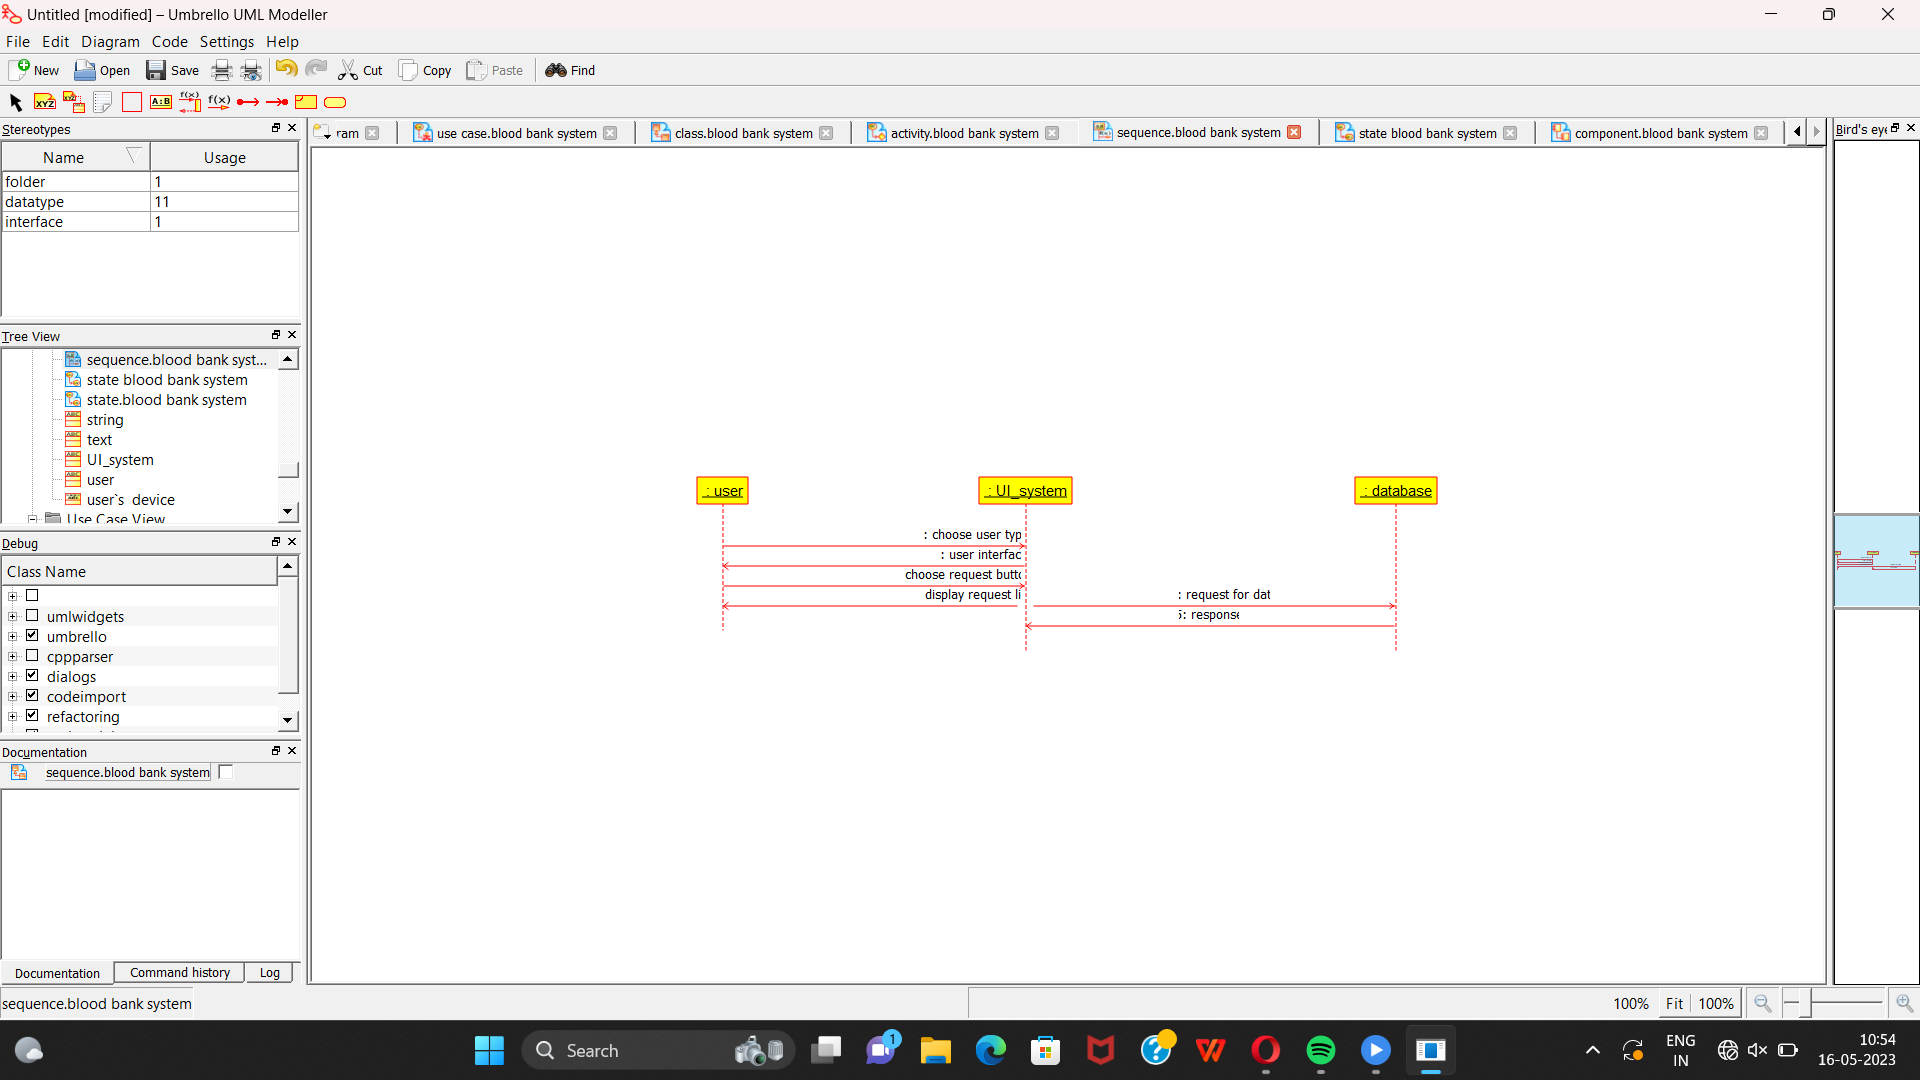 Untitled [modified] – Umbrello UML Modeller
File Edit Diagram Code Settings Help
New Open Save Cut Copy Paste Find
XYZ A:B f(x) f(x)
Stereotypes
Name Usage
folder 1
datatype 11
interface 1
Tree View
sequence.blood bank syst...
state blood bank system
state.blood bank system
string
text
UI_system
user
user`s device
Use Case View
Debug
Class Name
umlwidgets
umbrello
cppparser
dialogs
codeimport
refactoring
Documentation
sequence.blood bank system
Documentation Command history Log
ram use case.blood bank system class.blood bank system activity.blood bank system sequence.blood bank system state blood bank system component.blood bank system
: user : UI_system : database
: choose user typ
: user interfac
choose request butto
display request li : request for dat
5: response
Bird's eye
sequence.blood bank system
100% Fit 100%
Search
1
ENG
IN
10:54
16-05-2023